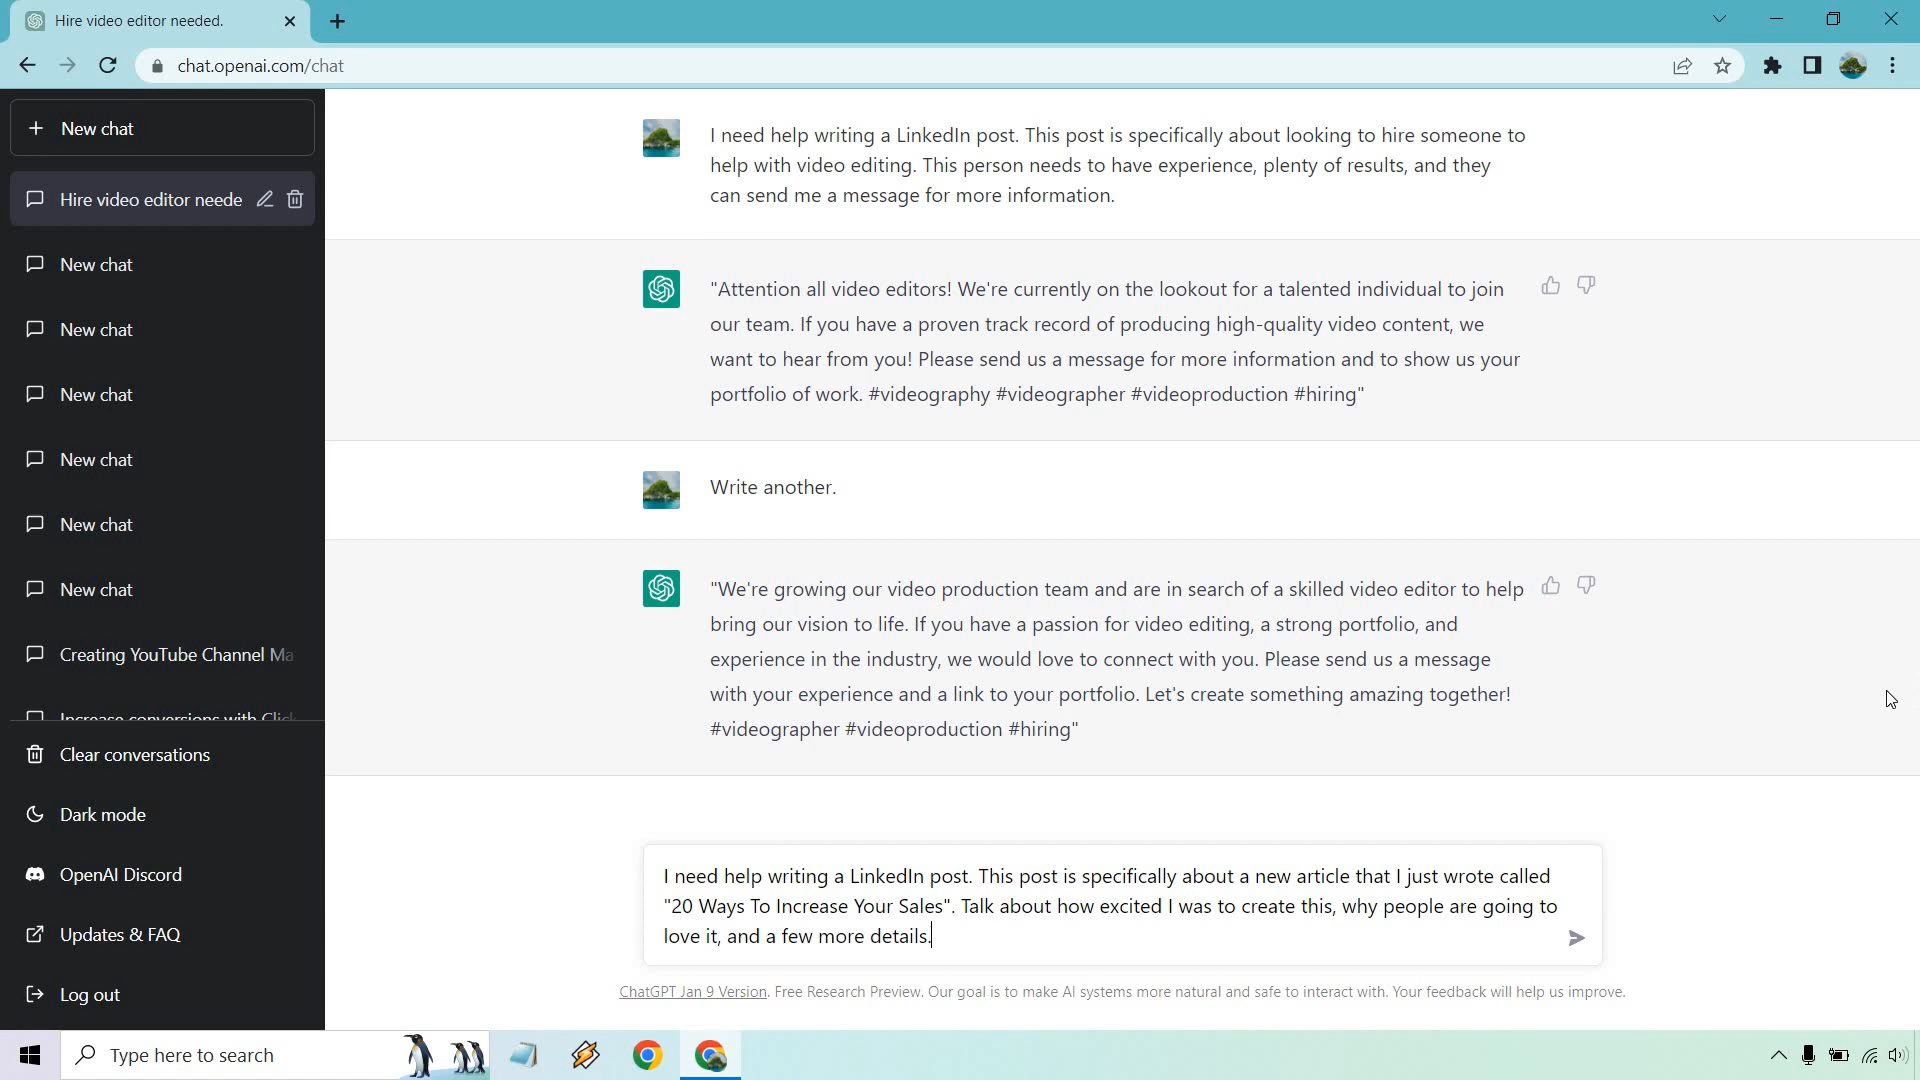 Hire video editor needed.
chat.openai.com/chat
New chat
Hire video editor neede
New chat
New chat
New chat
New chat
New chat
New chat
Creating YouTube Channel Ma
Increase conversions with Click
Clear conversations
Dark mode
OpenAI Discord
Updates & FAQ
Log out
I need help writing a LinkedIn post. This post is specifically about looking to hire someone to
help with video editing. This person needs to have experience, plenty of results, and they
can send me a message for more information.
"Attention all video editors! We're currently on the lookout for a talented individual to join
our team. If you have a proven track record of producing high-quality video content, we
want to hear from you! Please send us a message for more information and to show us your
portfolio of work. #videography #videographer #videoproduction #hiring"
Write another.
"We're growing our video production team and are in search of a skilled video editor to help
bring our vision to life. If you have a passion for video editing, a strong portfolio, and
experience in the industry, we would love to connect with you. Please send us a message
with your experience and a link to your portfolio. Let's create something amazing together!
#videographer #videoproduction #hiring"
I need help writing a LinkedIn post. This post is specifically about a new article that I just wrote called
"20 Ways To Increase Your Sales". Talk about how excited I was to create this, why people are going to
love it, and a few more details.
ChatGPT Jan 9 Version. Free Research Preview. Our goal is to make AI systems more natural and safe to interact with. Your feedback will help us improve.
Type here to search